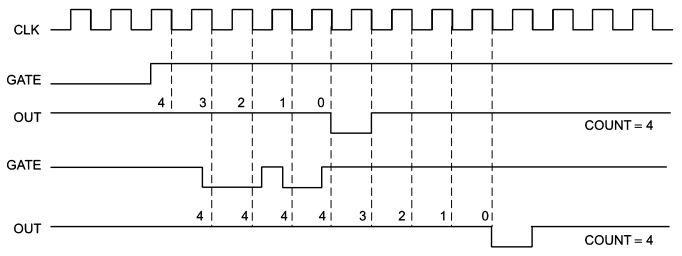 CLK
GATE
4 3 2 1 0
OUT
COUNT = 4
GATE
4 4 4 4 3 2 1 0
OUT
COUNT = 4